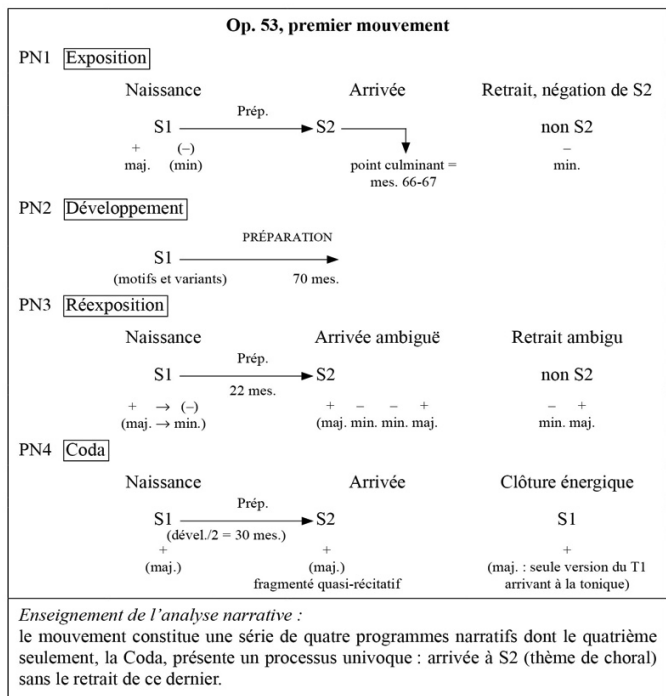 Op. 53, premier mouvement
PN1 Exposition
Naissance Arrivée Retrait, négation de S2
Prép.
S1 S2 non S2
+ (–) –
maj. (min) point culminant = min.
mes. 66-67
PN2 Développement
PRÉPARATION
S1
(motifs et variants) 70 mes.
PN3 Réexposition
Naissance Arrivée ambiguë Retrait ambigu
Prép.
S1 S2 non S2
22 mes.
+ → (–) + – – + – +
(maj. → min.) (maj. min. min. maj. min. maj.
PN4 Coda
Naissance Arrivée Clôture énergique
Prép.
S1 S2 S1
(dével./2 = 30 mes.)
+ + +
(maj.) (maj.) (maj. : seule version du T1
fragmenté quasi-récitatif arrivant à la tonique)
Enseignement de l'analyse narrative :
le mouvement constitue une série de quatre programmes narratifs dont le quatrième
seulement, la Coda, présente un processus univoque : arrivée à S2 (thème de choral)
sans le retrait de ce dernier.